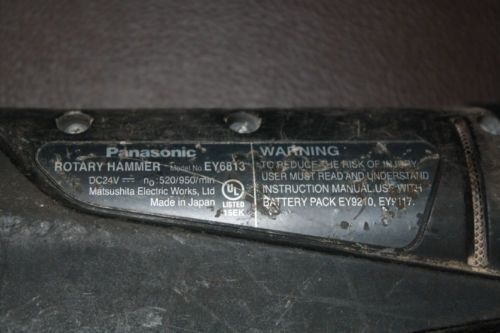 Panasonic
ROTARY HAMMER Model No. EY6813
DC24V ⎓ n₀ :520/950/min
Matsushita Electric Works, Ltd
Made in Japan
UL
LISTED
15EK
WARNING
TO REDUCE THE RISK OF INJURY,
USER MUST READ AND UNDERSTAND
INSTRUCTION MANUAL.USE WITH
BATTERY PACK EY9210, EY9117.